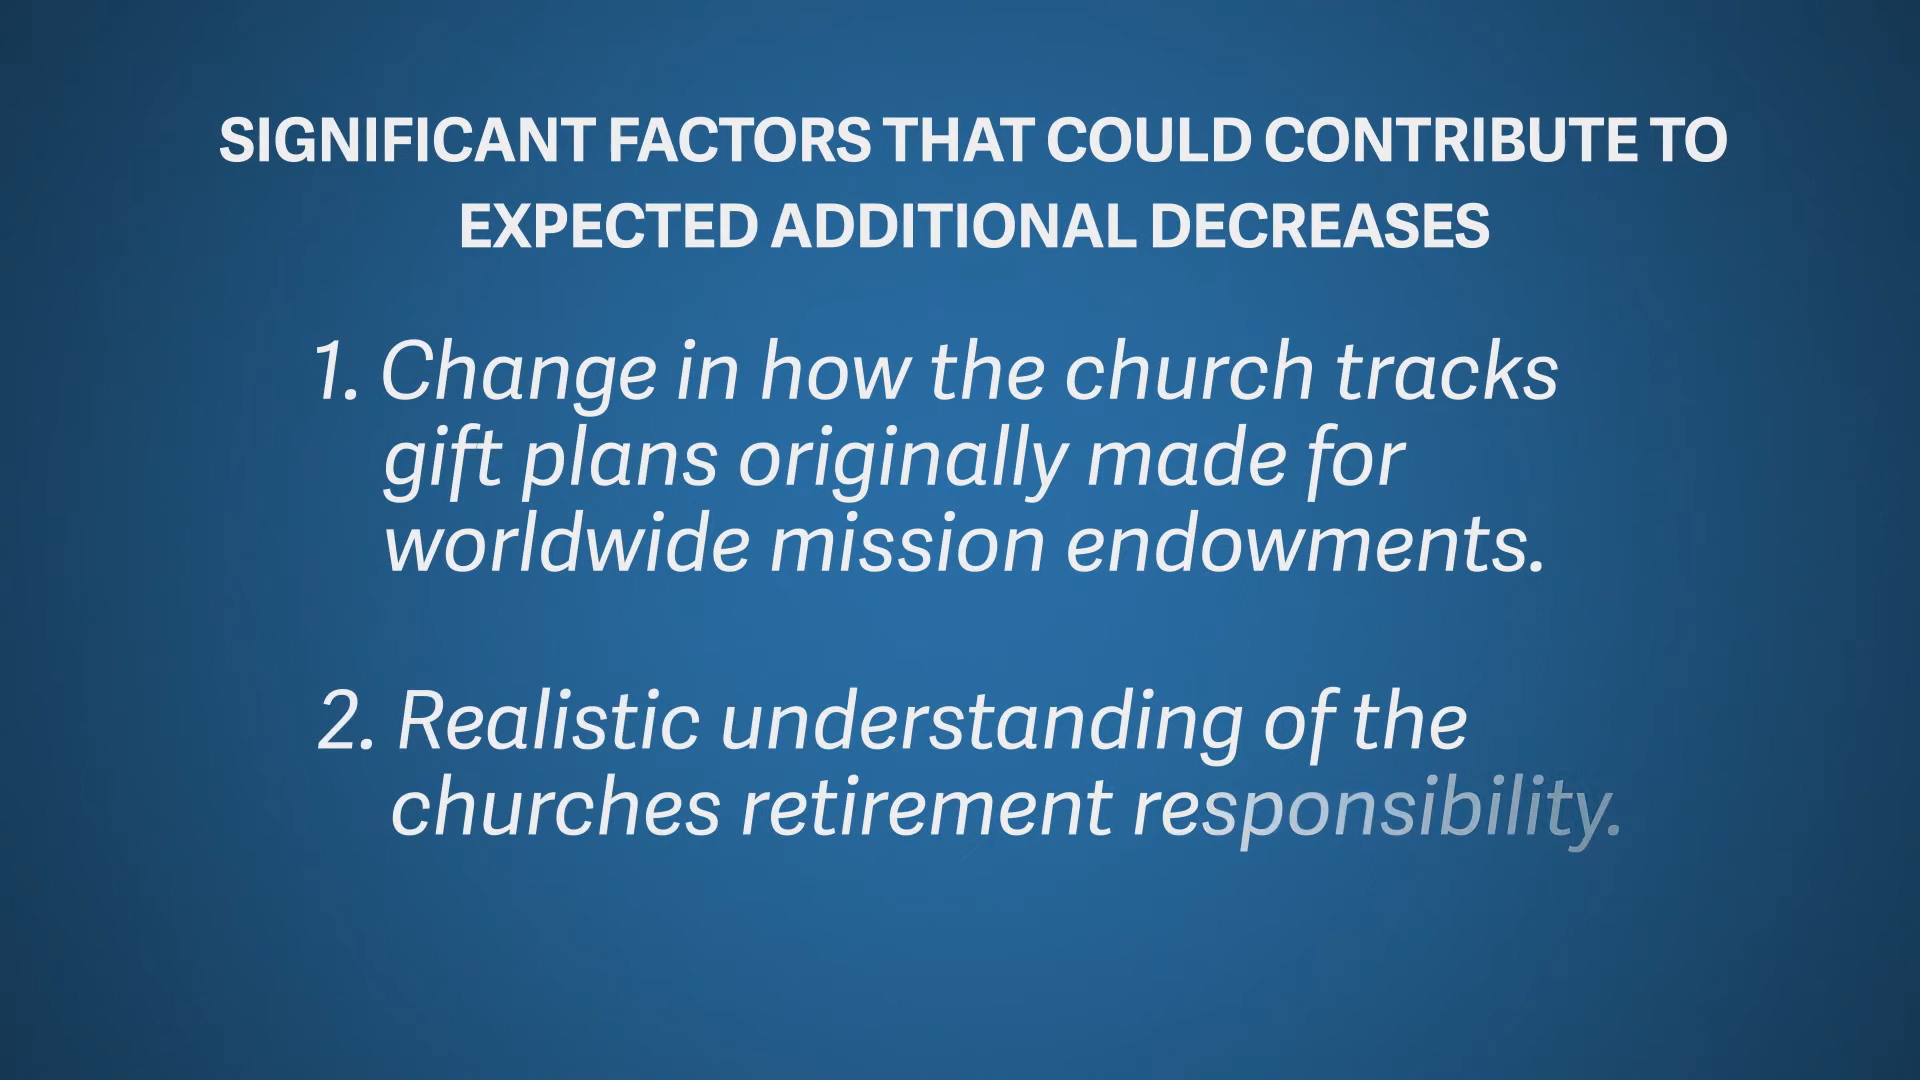 SIGNIFICANT FACTORS THAT COULD CONTRIBUTE TO
EXPECTED ADDITIONAL DECREASES
1. Change in how the church tracks
gift plans originally made for
worldwide mission endowments.
2. Realistic understanding of the
churches retirement responsibility.